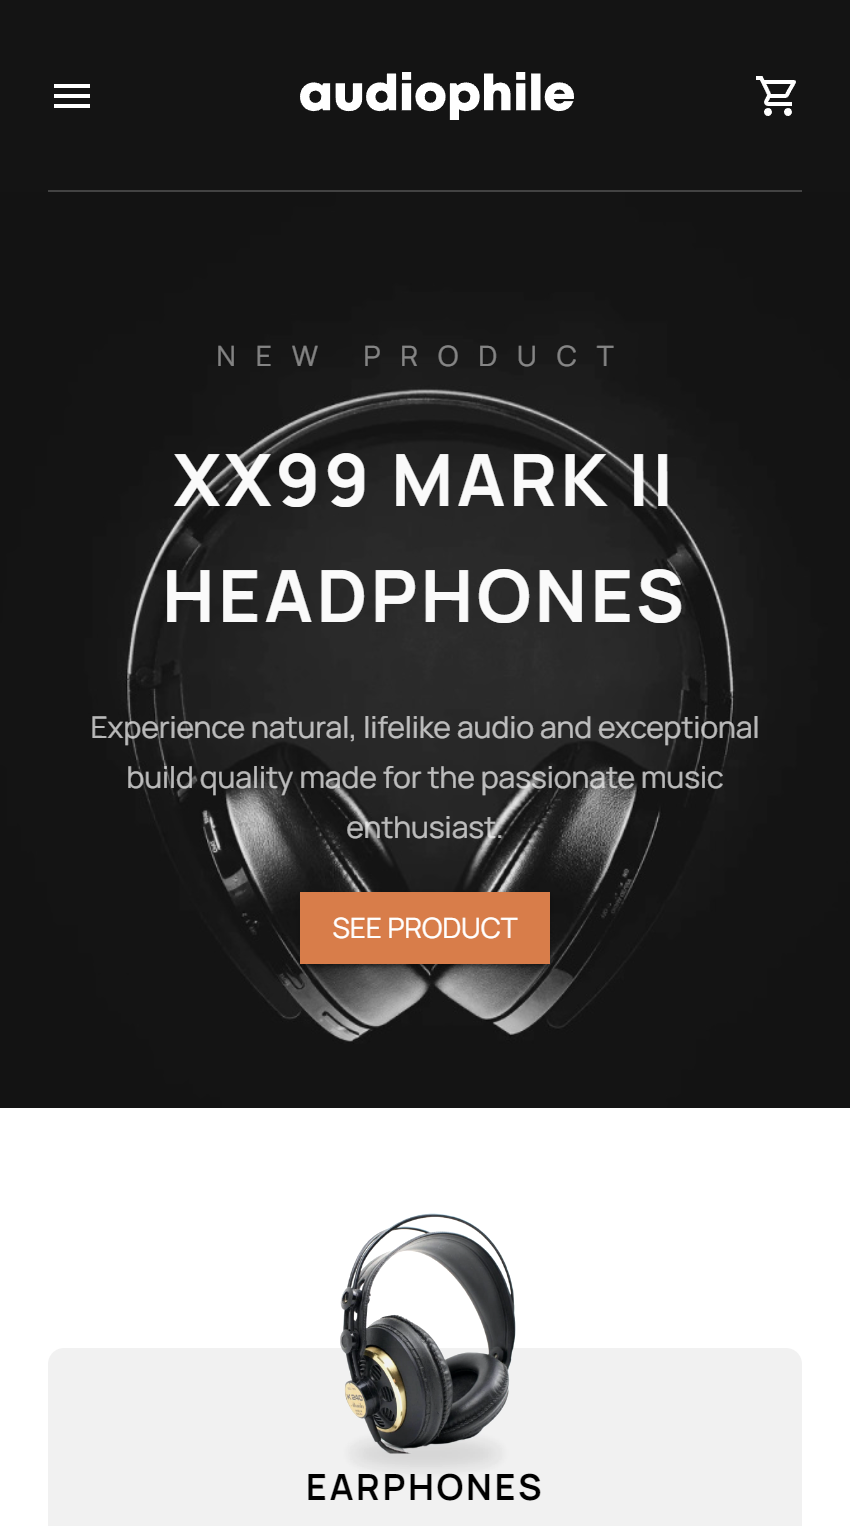 audiophile
NEW PRODUCT
XX99 MARK II
HEADPHONES
Experience natural, lifelike audio and exceptional
build quality made for the passionate music
enthusiast.
SEE PRODUCT
K240
EARPHONES